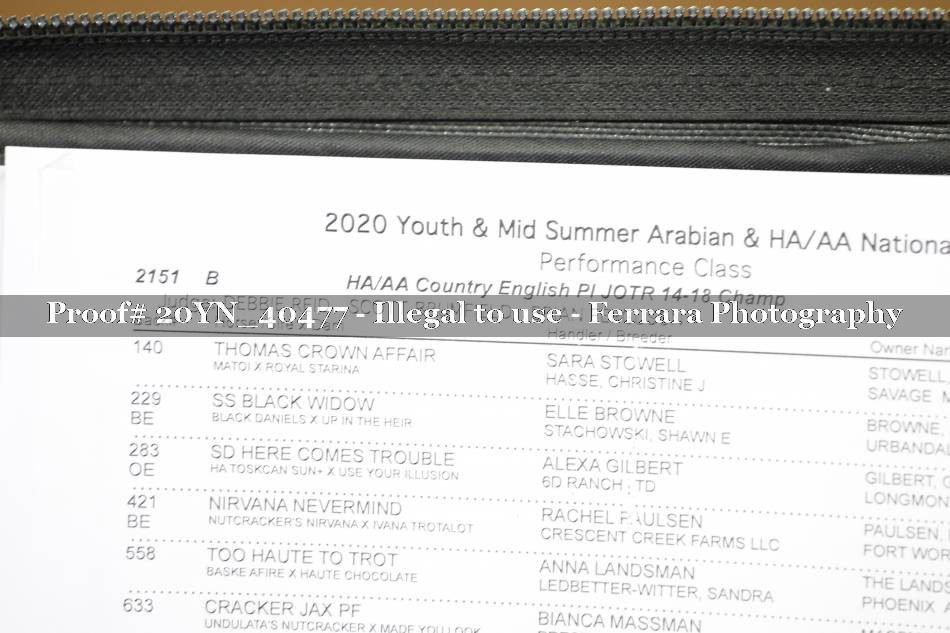 2020 Youth & Mid Summer Arabian & HA/AA Nationa
Performance Class
2151 B HA/AA Country English Pl JOTR 14-18 Champ
Proof# 20YN_40477 - Illegal to use - Ferrara Photography
Handler / Breeder Owner Nar
140 THOMAS CROWN AFFAIR SARA STOWELL STOWELL,
MATOI X ROYAL STARINA HASSE, CHRISTINE J SAVAGE M
229 SS BLACK WIDOW ELLE BROWNE BROWNE,
BE BLACK DANIELS X UP IN THE HEIR STACHOWSKI, SHAWN E URBANDAL
283 SD HERE COMES TROUBLE ALEXA GILBERT GILBERT, G
OE HA TOSKCAN SUN+ X USE YOUR ILLUSION 6D RANCH LTD LONGMON
421 NIRVANA NEVERMIND RACHEL PAULSEN PAULSEN,
BE NUTCRACKER'S NIRVANA X IVANA TROTALOT CRESCENT CREEK FARMS LLC FORT WOR
558 TOO HAUTE TO TROT ANNA LANDSMAN THE LANDS
BASKE AFIRE X HAUTE CHOCOLATE LEDBETTER-WITTER, SANDRA PHOENIX A
633 CRACKER JAX PF BIANCA MASSMAN
UNDULATA'S NUTCRACKER X MADE YOU LOOK